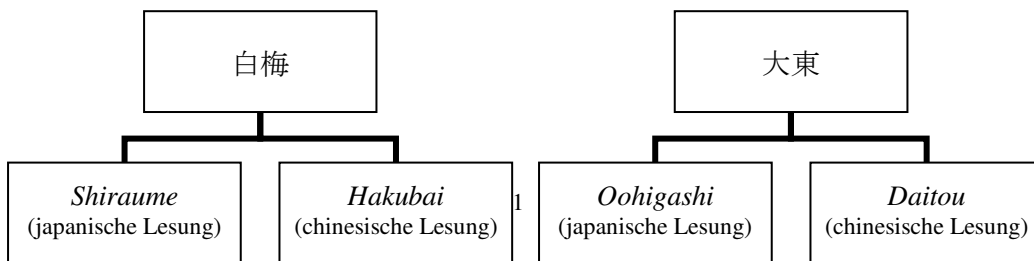 白梅
Shiraume
(japanische Lesung)
Hakubai
(chinesische Lesung)
1
大東
Oohigashi
(japanische Lesung)
Daitou
(chinesische Lesung)